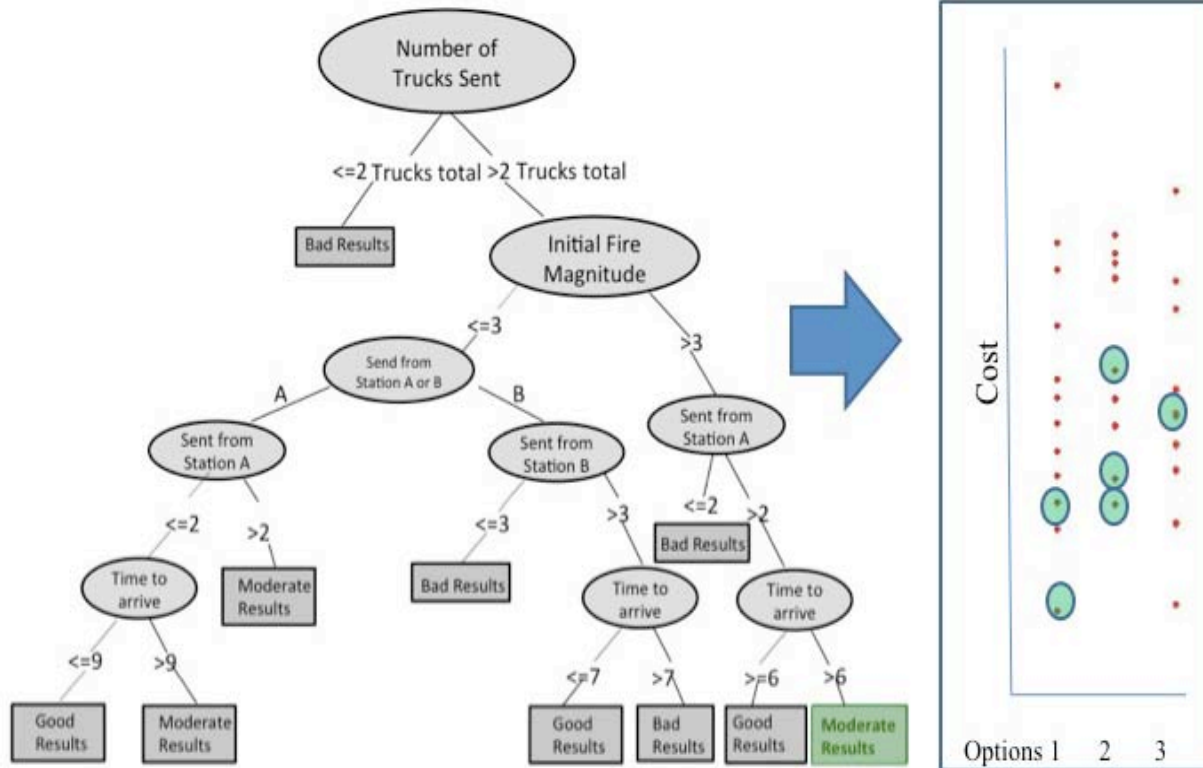 Number of
Trucks Sent
<=2 Trucks total >2 Trucks total
Bad Results
Initial Fire
Magnitude
<=3
>3
Send from
Station A or B
A
B
Sent from
Station A
Sent from
Station B
Sent from
Station A
<=2
>2
<=3
>3
<=2
>2
Bad Results
Time to
arrive
Moderate
Results
Bad Results
Time to
arrive
Time to
arrive
<=9
>9
<=7
>7
>=6
>6
Good
Results
Moderate
Results
Good
Results
Bad
Results
Good
Results
Moderate
Results
Cost
Options 1 2 3